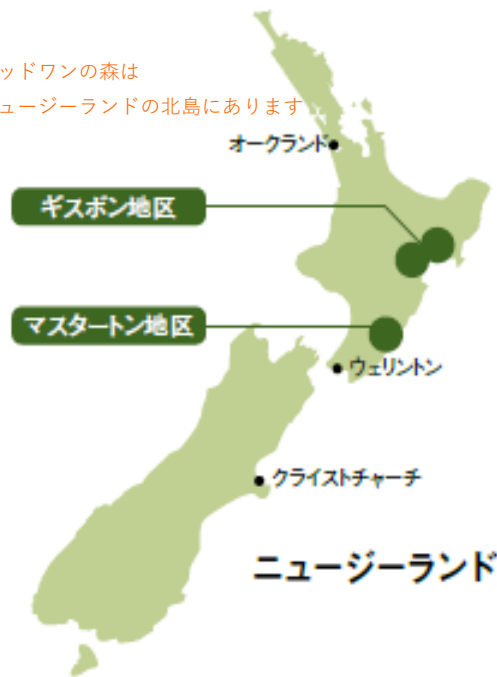 ッドワンの森は
ュージーランドの北島にあります
オークランド
ギスボン地区
マスタートン地区
ウェリントン
クライストチャーチ
ニュージーランド